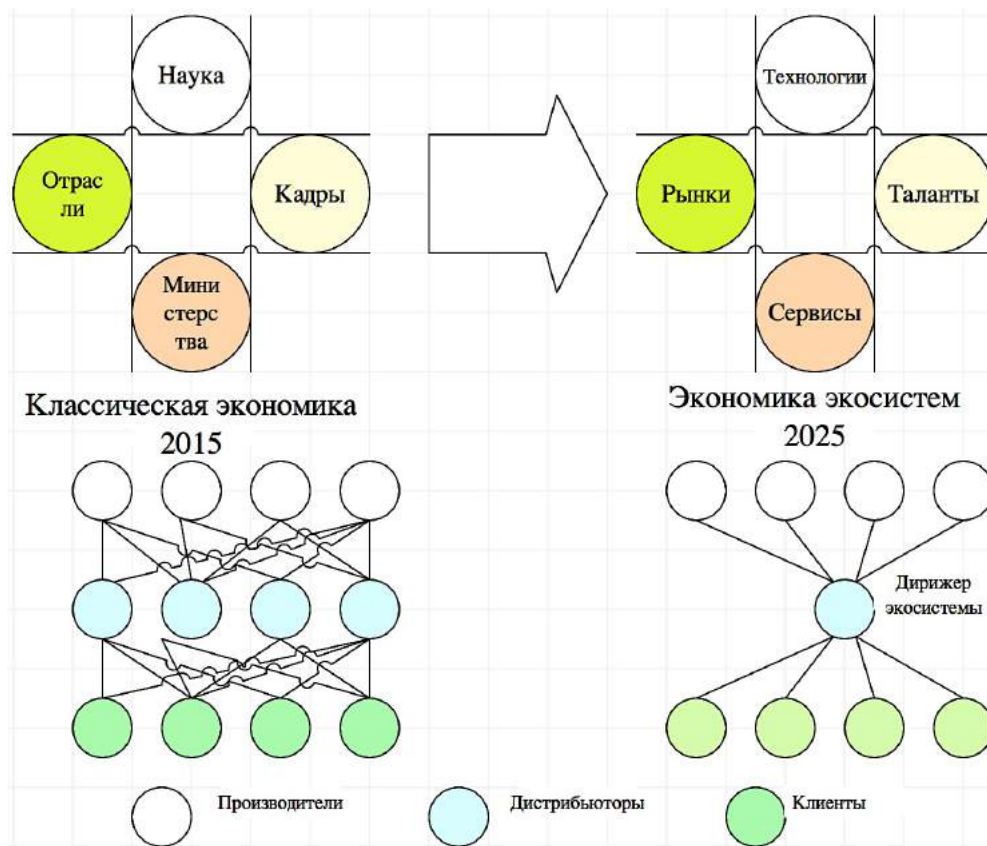 Наука
Технологии
Отрас
ли
Кадры
Рынки
Таланты
Мини
стерс
тва
Сервисы
Классическая экономика
2015
Экономика экосистем
2025
Дирижер
экосистемы
Производители
Дистрибьюторы
Клиенты